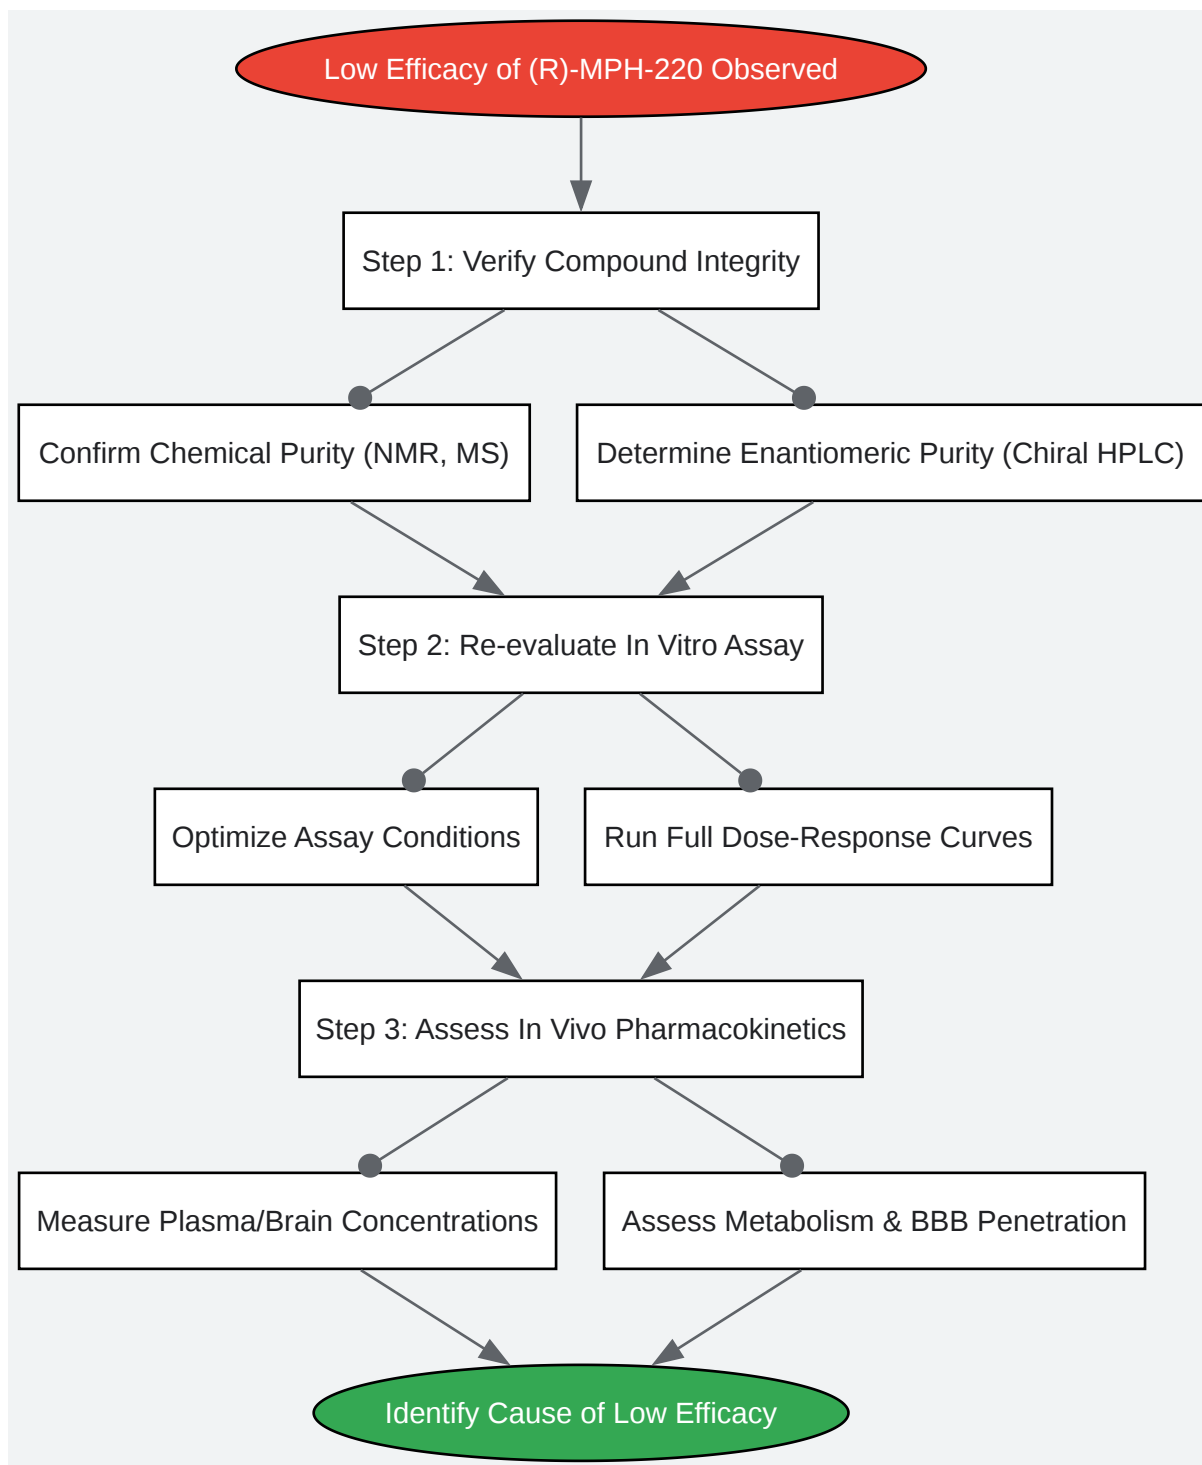 Low Efficacy of (R)-MPH-220 Observed
Step 1: Verify Compound Integrity
Confirm Chemical Purity (NMR, MS)
Determine Enantiomeric Purity (Chiral HPLC)
Step 2: Re-evaluate In Vitro Assay
Optimize Assay Conditions
Run Full Dose-Response Curves
Step 3: Assess In Vivo Pharmacokinetics
Measure Plasma/Brain Concentrations
Assess Metabolism & BBB Penetration
Identify Cause of Low Efficacy